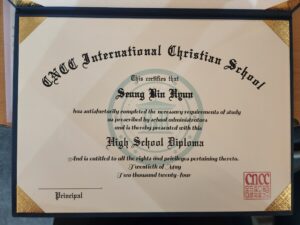 CNCC International Christian School
This certifies that
Seung Bin Hyun
has satisfactorily completed the necessary requirements of study
as prescribed by school administrators
and is thereby presented with this
High School Diploma
And is entitled to all the rights and privileges pertaining thereto.
Twentieth of May
Two thousand twenty-four
Principal
CNCC